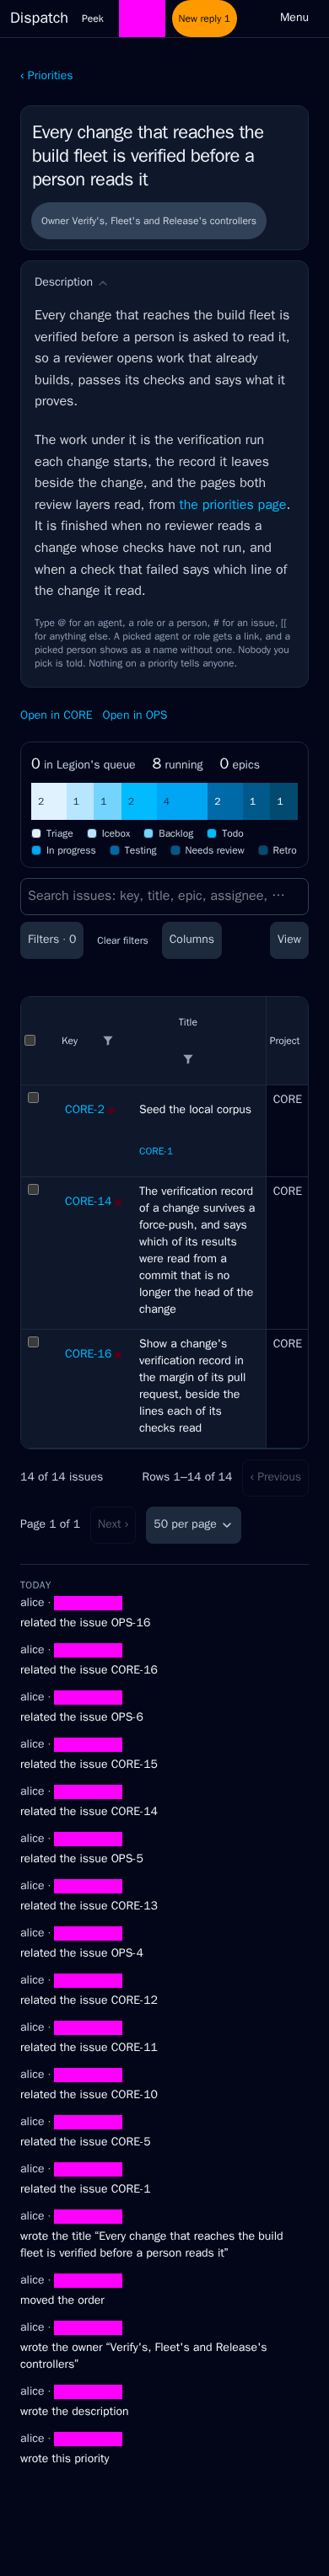 Dispatch Peek New reply 1 Menu
‹ Priorities
Every change that reaches the
build fleet is verified before a
person reads it
Owner Verify's, Fleet's and Release's controllers
Description
Every change that reaches the build fleet is
verified before a person is asked to read it,
so a reviewer opens work that already
builds, passes its checks and says what it
proves.
The work under it is the verification run
each change starts, the record it leaves
beside the change, and the pages both
review layers read, from the priorities page.
It is finished when no reviewer reads a
change whose checks have not run, and
when a check that failed says which line of
the change it read.
Type @ for an agent, a role or a person, # for an issue, [[
for anything else. A picked agent or role gets a link, and a
picked person shows as a name without one. Nobody you
pick is told. Nothing on a priority tells anyone.
Open in CORE Open in OPS
0 in Legion's queue 8 running 0 epics
2 1 1 2 4 2 1 1
Triage Icebox Backlog Todo
In progress Testing Needs review Retro
Search issues: key, title, epic, assignee, ···
Filters · 0 Clear filters Columns View
Key Title Project
CORE-2 Seed the local corpus CORE
CORE-1
CORE-14 The verification record CORE
of a change survives a
force-push, and says
which of its results
were read from a
commit that is no
longer the head of the
change
CORE-16 Show a change's CORE
verification record in
the margin of its pull
request, beside the
lines each of its
checks read
14 of 14 issues Rows 1–14 of 14 ‹ Previous
Page 1 of 1 Next › 50 per page
TODAY
alice ·
related the issue OPS-16
alice ·
related the issue CORE-16
alice ·
related the issue OPS-6
alice ·
related the issue CORE-15
alice ·
related the issue CORE-14
alice ·
related the issue OPS-5
alice ·
related the issue CORE-13
alice ·
related the issue OPS-4
alice ·
related the issue CORE-12
alice ·
related the issue CORE-11
alice ·
related the issue CORE-10
alice ·
related the issue CORE-5
alice ·
related the issue CORE-1
alice ·
wrote the title “Every change that reaches the build
fleet is verified before a person reads it”
alice ·
moved the order
alice ·
wrote the owner “Verify's, Fleet's and Release's
controllers”
alice ·
wrote the description
alice ·
wrote this priority